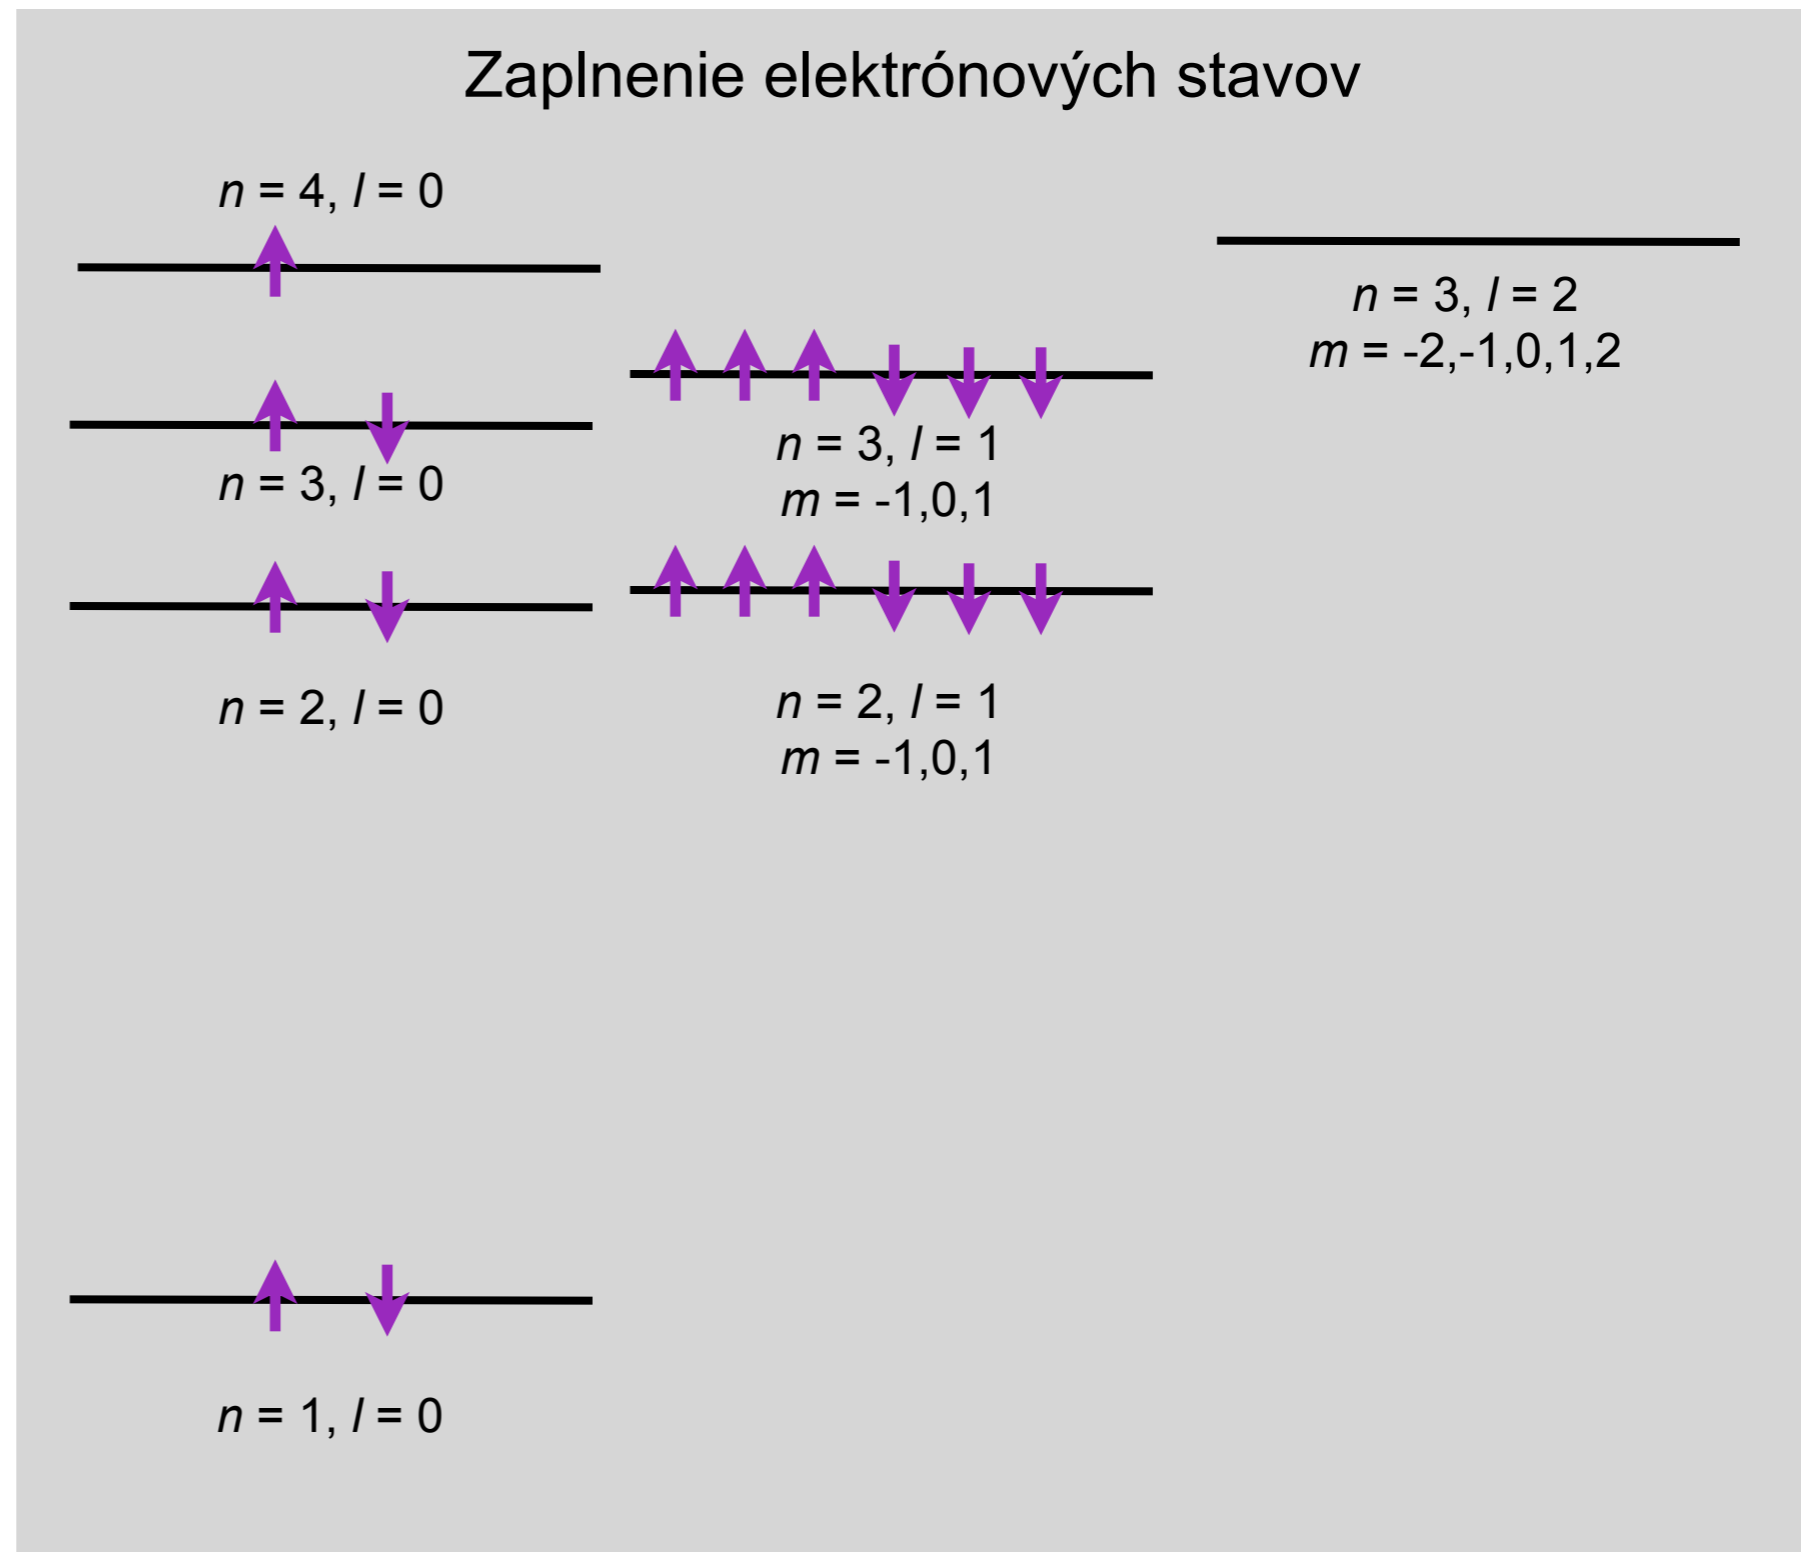 Zaplnenie elektrónových stavov
n = 4, l = 0
n = 3, l = 2
m = -2,-1,0,1,2
n = 3, l = 0
n = 3, l = 1
m = -1,0,1
n = 2, l = 0
n = 2, l = 1
m = -1,0,1
n = 1, l = 0